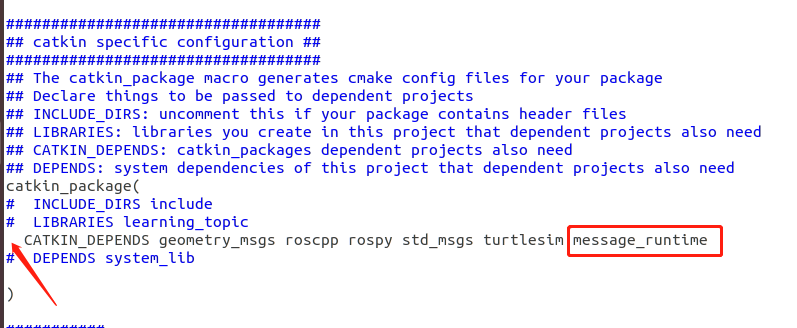 ###################################
## catkin specific configuration ##
###################################
## The catkin_package macro generates cmake config files for your package
## Declare things to be passed to dependent projects
## INCLUDE_DIRS: uncomment this if your package contains header files
## LIBRARIES: libraries you create in this project that dependent projects also need
## CATKIN_DEPENDS: catkin_packages dependent projects also need
## DEPENDS: system dependencies of this project that dependent projects also need
catkin_package(
#  INCLUDE_DIRS include
#  LIBRARIES learning_topic
  CATKIN_DEPENDS geometry_msgs roscpp rospy std_msgs turtlesim message_runtime
#  DEPENDS system_lib
)
###########